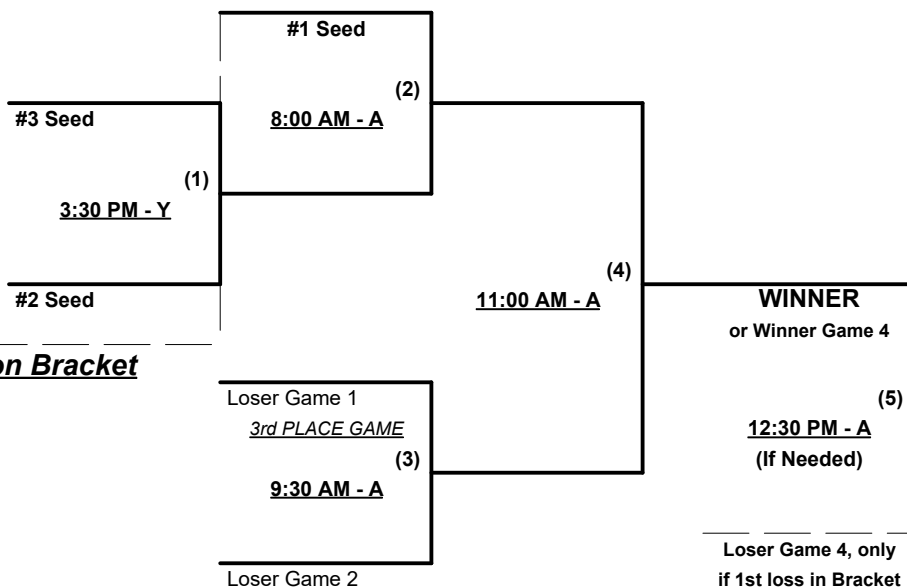 #1 Seed
(2)
8:00 AM - A
#3 Seed
(1)
3:30 PM - Y
#2 Seed
(4)
11:00 AM - A
WINNER
or Winner Game 4
on Bracket
Loser Game 1
3rd PLACE GAME
(3)
9:30 AM - A
Loser Game 2
(5)
12:30 PM - A
(If Needed)
Loser Game 4, only
if 1st loss in Bracket